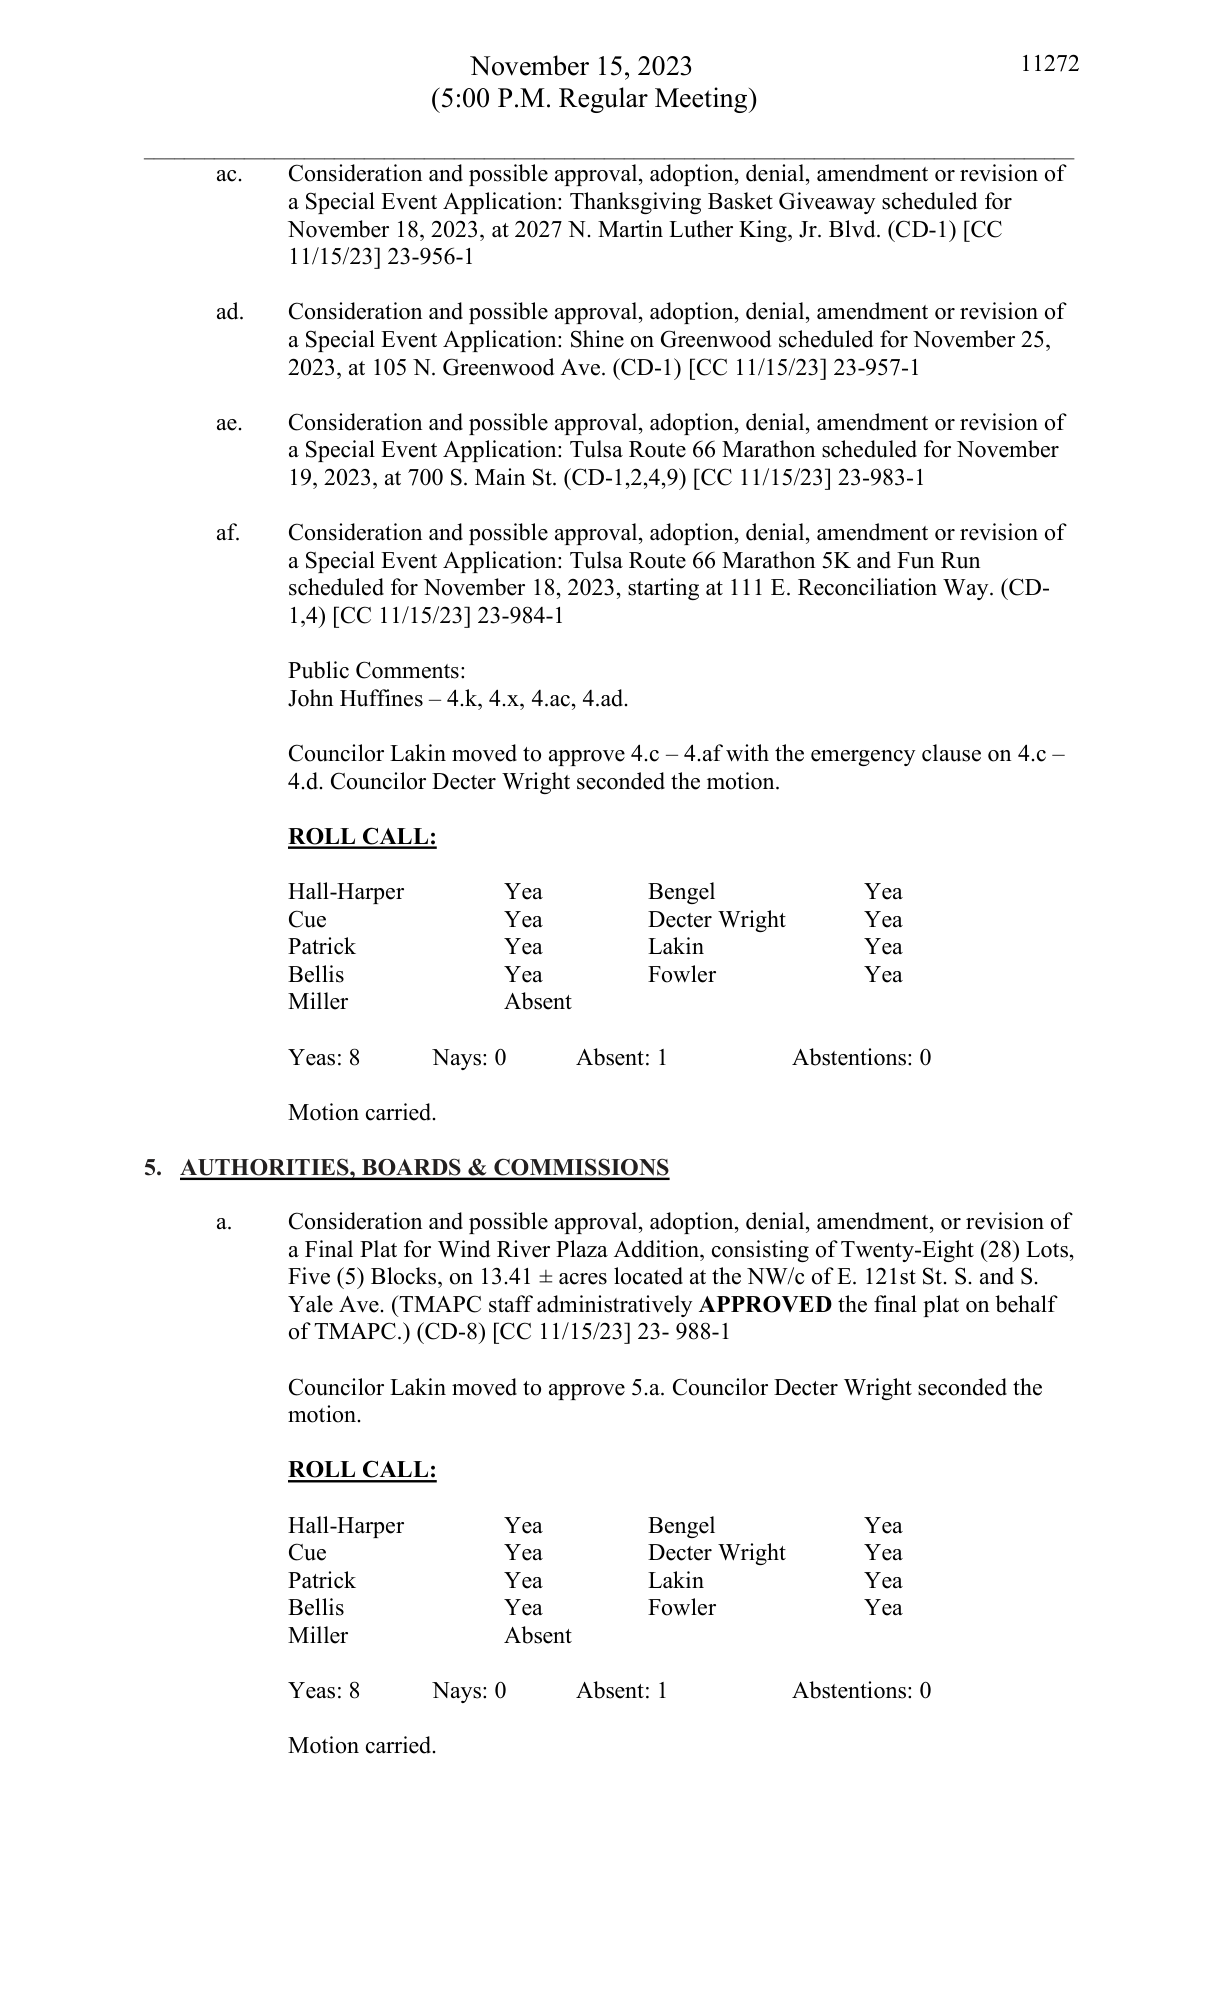 November 15, 2023
11272
(5:00 P.M. Regular Meeting)
ac. Consideration and possible approval, adoption, denial, amendment or revision of
a Special Event Application: Thanksgiving Basket Giveaway scheduled for
November 18, 2023, at 2027 N. Martin Luther King, Jr. Blvd. (CD-1) [CC
11/15/23] 23-956-1
ad. Consideration and possible approval, adoption, denial, amendment or revision of
a Special Event Application: Shine on Greenwood scheduled for November 25,
2023, at 105 N. Greenwood Ave. (CD-1) [CC 11/15/23] 23-957-1
ae. Consideration and possible approval, adoption, denial, amendment or revision of
a Special Event Application: Tulsa Route 66 Marathon scheduled for November
19, 2023, at 700 S. Main St. (CD-1,2,4,9) [CC 11/15/23] 23-983-1
af. Consideration and possible approval, adoption, denial, amendment or revision of
a Special Event Application: Tulsa Route 66 Marathon 5K and Fun Run
scheduled for November 18, 2023, starting at 111 E. Reconciliation Way. (CD-
1,4) [CC 11/15/23] 23-984-1
Public Comments:
John Huffines – 4.k, 4.x, 4.ac, 4.ad.
Councilor Lakin moved to approve 4.c – 4.af with the emergency clause on 4.c –
4.d. Councilor Decter Wright seconded the motion.
ROLL CALL:
Hall-Harper Yea Bengel Yea
Cue Yea Decter Wright Yea
Patrick Yea Lakin Yea
Bellis Yea Fowler Yea
Miller Absent
Yeas: 8 Nays: 0 Absent: 1 Abstentions: 0
Motion carried.
5. AUTHORITIES, BOARDS & COMMISSIONS
a. Consideration and possible approval, adoption, denial, amendment, or revision of
a Final Plat for Wind River Plaza Addition, consisting of Twenty-Eight (28) Lots,
Five (5) Blocks, on 13.41 ± acres located at the NW/c of E. 121st St. S. and S.
Yale Ave. (TMAPC staff administratively APPROVED the final plat on behalf
of TMAPC.) (CD-8) [CC 11/15/23] 23- 988-1
Councilor Lakin moved to approve 5.a. Councilor Decter Wright seconded the
motion.
ROLL CALL:
Hall-Harper Yea Bengel Yea
Cue Yea Decter Wright Yea
Patrick Yea Lakin Yea
Bellis Yea Fowler Yea
Miller Absent
Yeas: 8 Nays: 0 Absent: 1 Abstentions: 0
Motion carried.